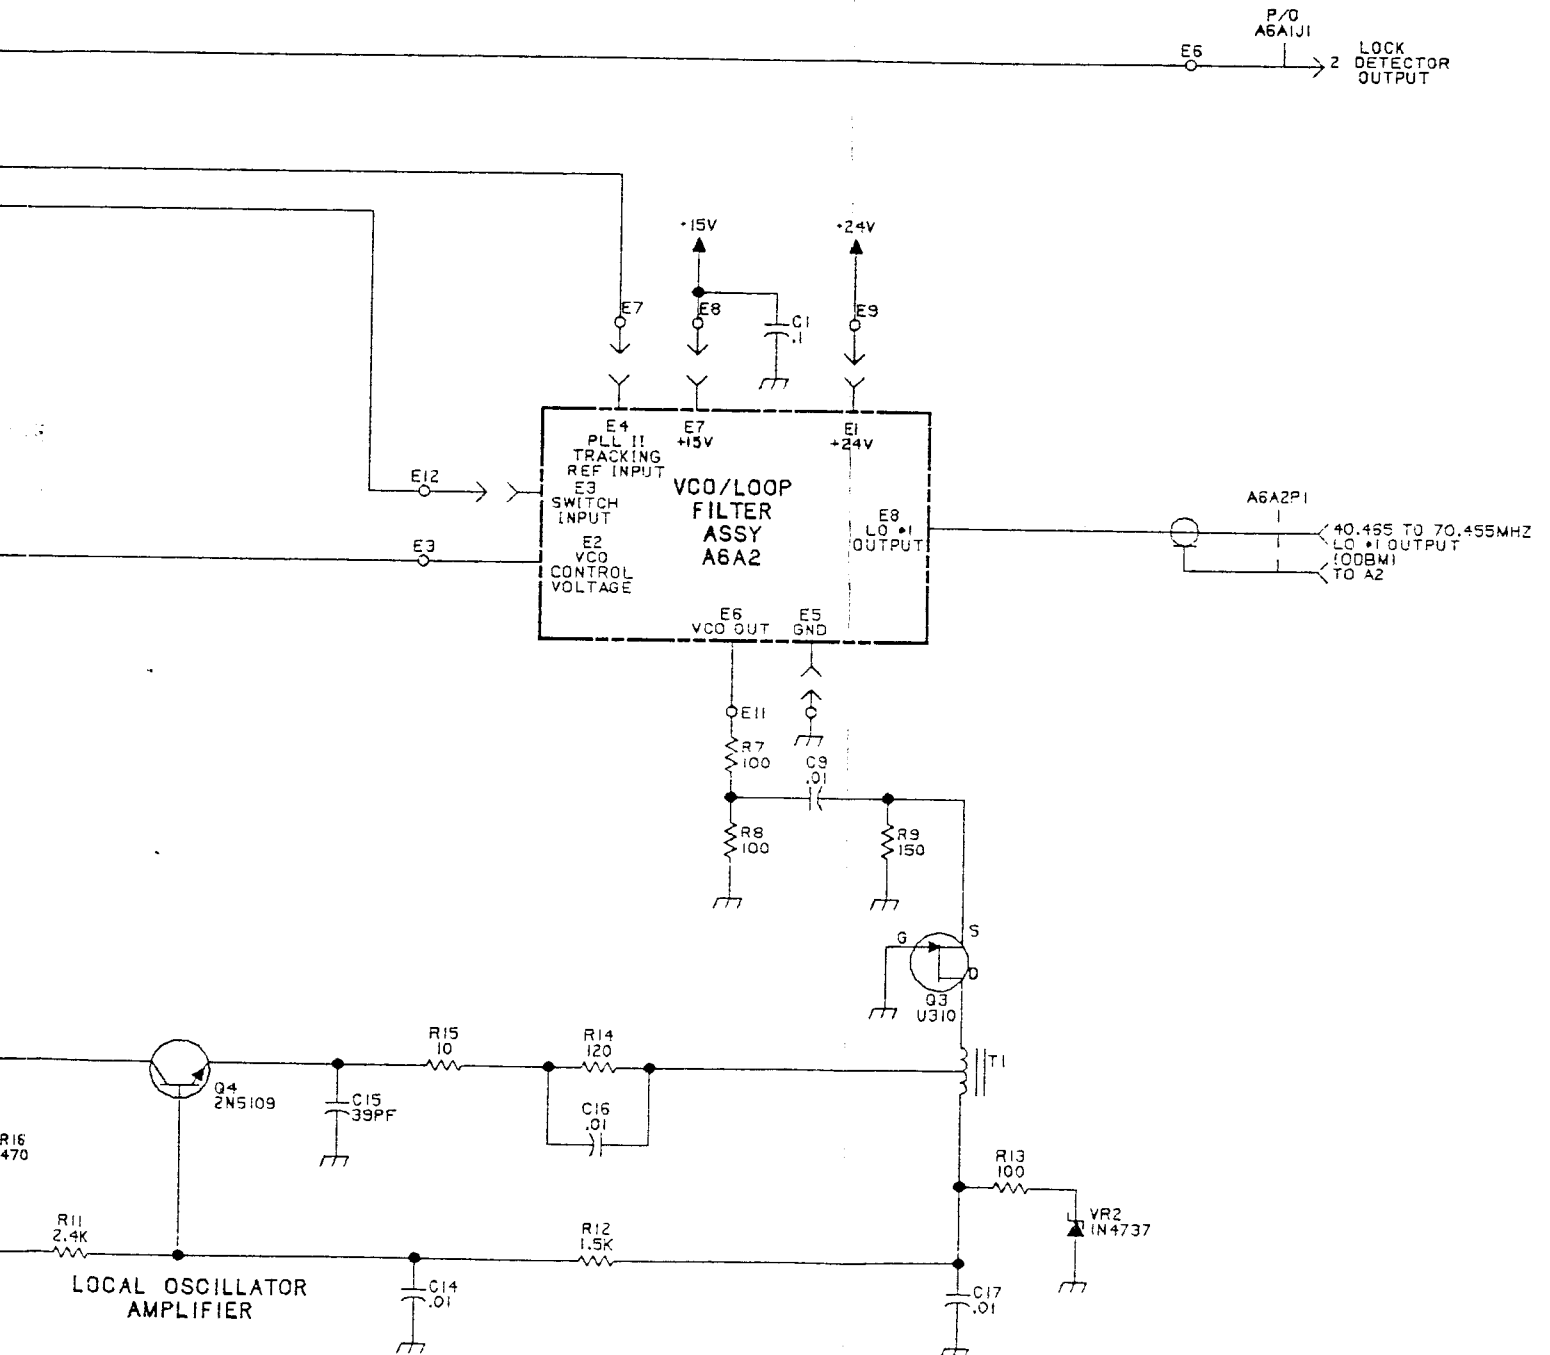 P/O
A6A1J1
E6
2 LOCK
DETECTOR
OUTPUT
+15V
+24V
E7
E8
C1
.1
E9
E4
PLL II
TRACKING
REF INPUT
E7
+15V
E1
+24V
E12
E3
SWITCH
INPUT
VCO/LOOP
FILTER
ASSY
A6A2
E8
LO #1
OUTPUT
A6A2P1
40.465 TO 70.455MHZ
LO #1 OUTPUT
(0DBM)
TO A2
E3
E2
VCO
CONTROL
VOLTAGE
E6
VCO OUT
E5
GND
E11
R7
100
C9
.01
R8
100
R9
150
G
S
D
Q3
U310
R15
10
R14
120
T1
Q4
2N5109
C15
39PF
C16
.01
R16
470
R13
100
VR2
1N4737
R11
2.4K
R12
1.5K
LOCAL OSCILLATOR
AMPLIFIER
C14
.01
C17
.01